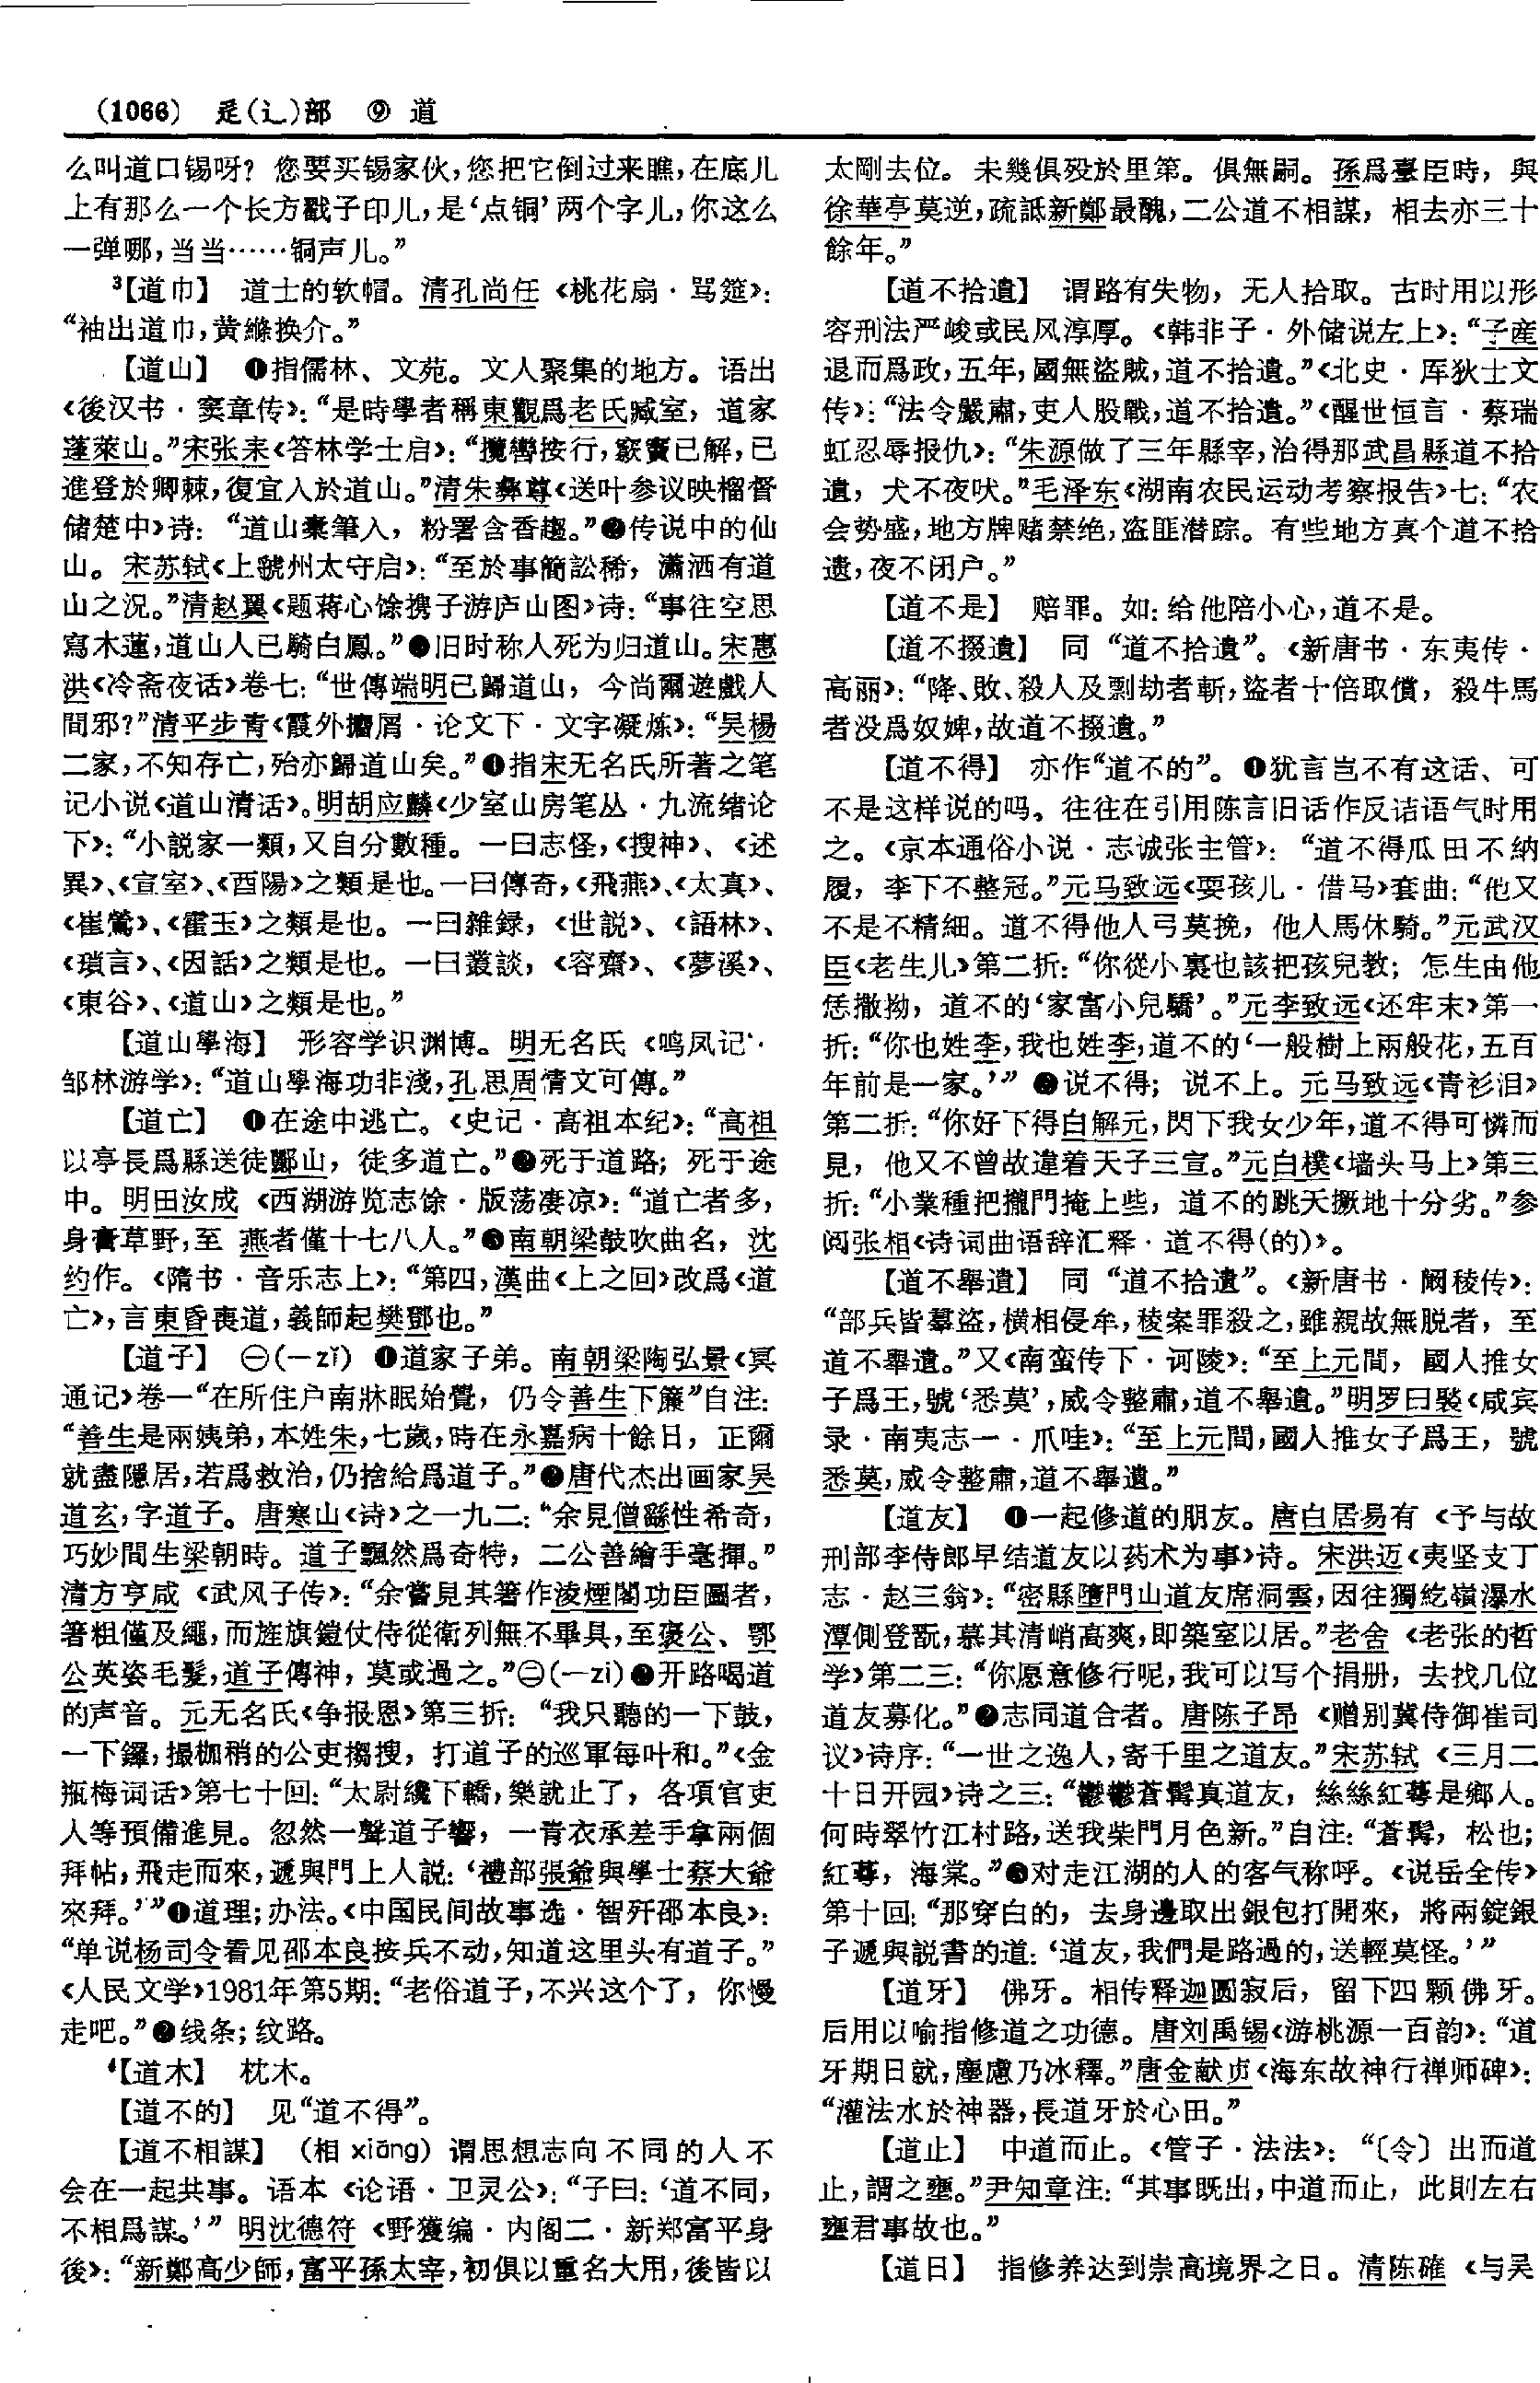 （1066） 辵(辶)部 ⑨ 道
么叫道口锡呀？您要买锡家伙，您把它倒过来瞧，在底儿
上有那么一个长方戳子印儿，是‘点铜’两个字儿，你这么
一弹哪，当当……铜声儿。”
³【道巾】 道士的软帽。清孔尚任《桃花扇·骂筵》：
“袖出道巾，黄縧换介。”
【道山】 ❶指儒林、文苑。文人聚集的地方。语出
《後汉书·窦章传》：“是時學者稱東觀爲老氏臧室，道家
蓬萊山。”宋张耒《答林学士启》：“攬轡按行，窾竇已解，已
進登於卿棘，復宜入於道山。”清朱彝尊《送叶参议映榴督
储楚中》诗：“道山橐筆入，粉署含香趨。”❷传说中的仙
山。宋苏轼《上虢州太守启》：“至於事簡訟稀，瀟洒有道
山之況。”清赵翼《题蒋心馀携子游庐山图》诗：“事往空思
寫木蓮，道山人已騎白鳳。”❸旧时称人死为归道山。宋惠
洪《冷斋夜话》卷七：“世傳端明已歸道山，今尚爾遊戲人
間邪？”清平步青《霞外攟屑·论文下·文字凝炼》：“吴楊
二家，不知存亡，殆亦歸道山矣。”❹指宋无名氏所著之笔
记小说《道山清话》。明胡应麟《少室山房笔丛·九流绪论
下》：“小説家一類，又自分數種。一曰志怪，《搜神》、《述
異》、《宣室》、《酉陽》之類是也。一曰傳奇，《飛燕》、《太真》、
《崔鶯》、《霍玉》之類是也。一曰雜録，《世説》、《語林》、
《瑣言》、《因話》之類是也。一曰叢談，《容齋》、《夢溪》、
《東谷》、《道山》之類是也。”
【道山學海】 形容学识渊博。明无名氏《鸣凤记·
邹林游学》：“道山學海功非淺，孔思周情文可傳。”
【道亡】 ❶在途中逃亡。《史记·高祖本纪》：“高祖
以亭長爲縣送徒酈山，徒多道亡。”❷死于道路；死于途
中。明田汝成《西湖游览志馀·版荡凄凉》：“道亡者多，
身膏草野，至燕者僅十七八人。”❸南朝梁鼓吹曲名，沈
约作。《隋书·音乐志上》：“第四，漢曲《上之回》改爲《道
亡》，言東昏喪道，義師起樊鄧也。”
【道子】 ㊀(—zǐ) ❶道家子弟。南朝梁陶弘景《冥
通记》卷一“在所住户南牀眠始覺，仍令善生下簾”自注：
“善生是兩姨弟，本姓朱，七歲，時在永嘉病十餘日，正爾
就盡隱居，若爲救治，仍捨給爲道子。”❷唐代杰出画家吴
道玄，字道子。唐寒山《诗》之一九二：“余見僧繇性希奇，
巧妙間生梁朝時。道子飄然爲奇特，二公善繪手毫揮。”
清方亨咸《武风子传》：“余嘗見其箸作淩煙閣功臣圖者，
箸粗僅及繩，而旌旗鎧仗侍從衛列無不畢具，至褒公、鄂
公英姿毛髮，道子傳神，莫或過之。”㊁(—zi)❶开路喝道
的声音。元无名氏《争报恩》第三折：“我只聽的一下鼓，
一下鑼，撮枷稍的公吏搊搜，打道子的巡軍每叶和。”《金
瓶梅词话》第七十回：“太尉纔下轎，樂就止了，各項官吏
人等預備進見。忽然一聲道子響，一青衣承差手拿兩個
拜帖，飛走而來，遞與門上人説：‘禮部張爺與學士蔡大爺
來拜。’”❶道理；办法。《中国民间故事选·智歼邵本良》：
“单说杨司令看见邵本良按兵不动，知道这里头有道子。”
《人民文学》1981年第5期：“老俗道子，不兴这个了，你慢
走吧。”❷线条；纹路。
⁴【道木】 枕木。
【道不的】 见“道不得”。
【道不相謀】 （相 xiāng）谓思想志向不同的人不
会在一起共事。语本《论语·卫灵公》：“子曰：‘道不同，
不相爲謀。’”明沈德符《野獲编·内阁二·新郑富平身
後》：“新鄭高少師，富平孫太宰，初俱以重名大用，後皆以
太剛去位。未幾俱殁於里第。俱無嗣。孫爲臺臣時，與
徐華亭莫逆，疏詆新鄭最醜，二公道不相謀，相去亦三十
餘年。”
【道不拾遺】 谓路有失物，无人拾取。古时用以形
容刑法严峻或民风淳厚。《韩非子·外储说左上》：“子産
退而爲政，五年，國無盜賊，道不拾遺。”《北史·厍狄士文
传》：“法令嚴肅，吏人股戰，道不拾遺。”《醒世恒言·蔡瑞
虹忍辱报仇》：“朱源做了三年縣宰，治得那武昌縣道不拾
遺，犬不夜吠。”毛泽东《湖南农民运动考察报告》七：“农
会势盛，地方牌赌禁绝，盗匪潜踪。有些地方真个道不拾
遗，夜不闭户。”
【道不是】 赔罪。如：给他陪小心，道不是。
【道不掇遺】 同“道不拾遺”。《新唐书·东夷传·
高丽》：“降、敗、殺人及剽劫者斬，盜者十倍取償，殺牛馬
者没爲奴婢，故道不掇遺。”
【道不得】 亦作“道不的”。❶犹言岂不有这话、可
不是这样说的吗，往往在引用陈言旧话作反诘语气时用
之。《京本通俗小说·志诚张主管》：“道不得瓜田不纳
履，李下不整冠。”元马致远《耍孩儿·借马》套曲：“他又
不是不精細。道不得他人弓莫挽，他人馬休騎。”元武汉
臣《老生儿》第二折：“你從小裏也該把孩兒教；怎生由他
恁撒拗，道不的‘家富小兒驕’。”元李致远《还牢末》第一
折：“你也姓李，我也姓李，道不的‘一般樹上兩般花，五百
年前是一家。’”❷说不得；说不上。元马致远《青衫泪》
第二折：“你好下得白解元，閃下我女少年，道不得可憐而
見，他又不曾故違着天子三宣。”元白樸《墙头马上》第三
折：“小業種把攏門掩上些，道不的跳天撅地十分劣。”参
阅张相《诗词曲语辞汇释·道不得(的)》。
【道不舉遺】 同“道不拾遺”。《新唐书·阚稜传》：
“部兵皆羣盜，横相侵牟，稜案罪殺之，雖親故無脱者，至
道不舉遺。”又《南蛮传下·诃陵》：“至上元間，國人推女
子爲王，號‘悉莫’，威令整肅，道不舉遺。”明罗曰褧《咸宾
录·南夷志一·爪哇》：“至上元間，國人推女子爲王，號
悉莫，威令整肅，道不舉遺。”
【道友】 ❶一起修道的朋友。唐白居易有《予与故
刑部李侍郎早结道友以药术为事》诗。宋洪迈《夷坚支丁
志·赵三翁》：“密縣墮門山道友席洞雲，因往獨紇嶺瀑水
潭側登翫，慕其清峭高爽，即築室以居。”老舍《老张的哲
学》第二三：“你愿意修行呢，我可以写个捐册，去找几位
道友募化。”❷志同道合者。唐陈子昂《赠别冀侍御崔司
议》诗序：“一世之逸人，寄千里之道友。”宋苏轼《三月二
十日开园》诗之三：“鬱鬱蒼髯真道友，絲絲紅萼是鄉人。
何時翠竹江村路，送我柴門月色新。”自注：“蒼髯，松也；
紅萼，海棠。”❸对走江湖的人的客气称呼。《说岳全传》
第十回：“那穿白的，去身邊取出銀包打開來，將兩錠銀
子遞與説書的道：‘道友，我們是路過的，送輕莫怪。’”
【道牙】 佛牙。相传释迦圆寂后，留下四颗佛牙。
后用以喻指修道之功德。唐刘禹锡《游桃源一百韵》：“道
牙期日就，塵慮乃冰釋。”唐金献贞《海东故神行禅师碑》：
“灌法水於神器，長道牙於心田。”
【道止】 中道而止。《管子·法法》：“〔令〕出而道
止，謂之壅。”尹知章注：“其事既出，中道而止，此則左右
壅君事故也。”
【道日】 指修养达到崇高境界之日。清陈確《与吴